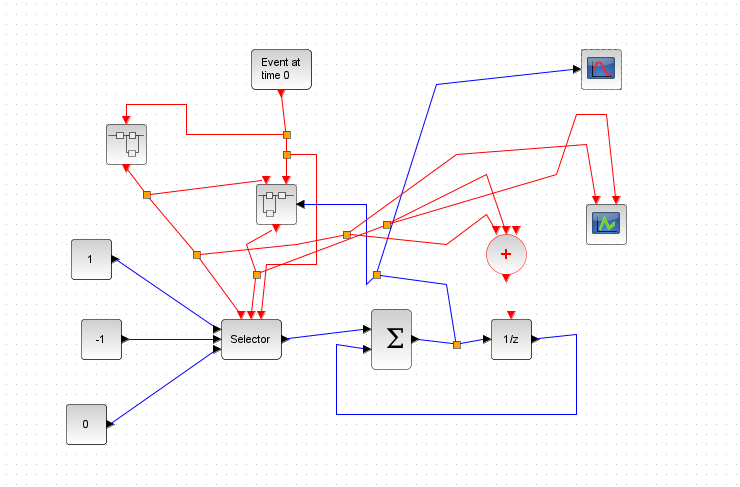 Event at
time 0
1
+
-1
Selector
Σ
1/z
0